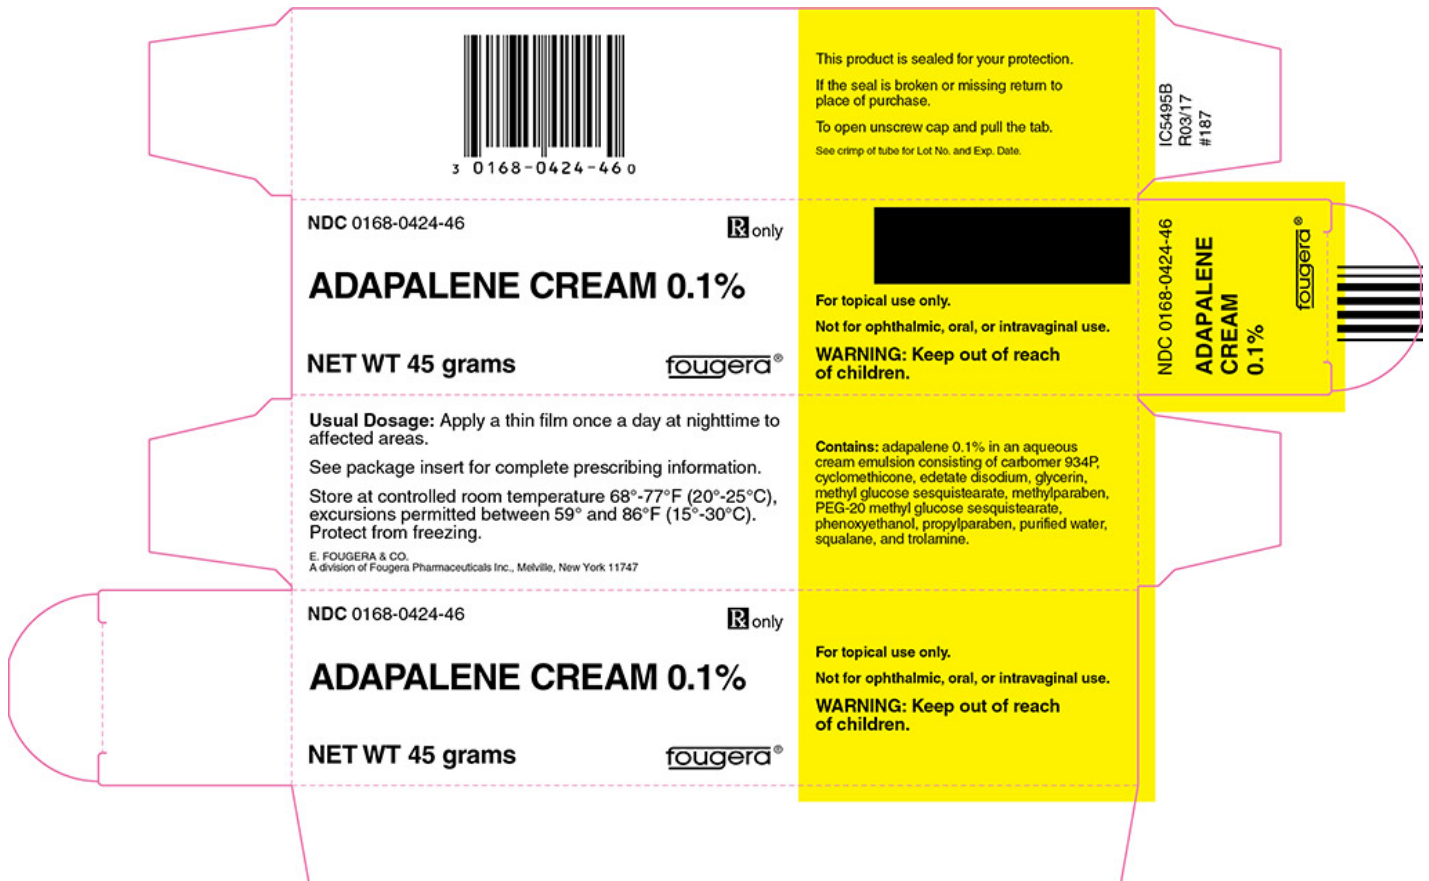 3 0168-0424-46 0
This product is sealed for your protection.
If the seal is broken or missing return to
place of purchase.
To open unscrew cap and pull the tab.
See crimp of tube for Lot No. and Exp. Date.
IC5495B
R03/17
#187
NDC 0168-0424-46
Rx only
ADAPALENE CREAM 0.1%
NET WT 45 grams
fougera®
For topical use only.
Not for ophthalmic, oral, or intravaginal use.
WARNING: Keep out of reach
of children.
NDC 0168-0424-46
ADAPALENE
CREAM
0.1%
fougera®
Usual Dosage: Apply a thin film once a day at nighttime to
affected areas.
See package insert for complete prescribing information.
Store at controlled room temperature 68°-77°F (20°-25°C),
excursions permitted between 59° and 86°F (15°-30°C).
Protect from freezing.
E. FOUGERA & CO.
A division of Fougera Pharmaceuticals Inc., Melville, New York 11747
Contains: adapalene 0.1% in an aqueous
cream emulsion consisting of carbomer 934P,
cyclomethicone, edetate disodium, glycerin,
methyl glucose sesquistearate, methylparaben,
PEG-20 methyl glucose sesquistearate,
phenoxyethanol, propylparaben, purified water,
squalane, and trolamine.
NDC 0168-0424-46
Rx only
ADAPALENE CREAM 0.1%
NET WT 45 grams
fougera®
For topical use only.
Not for ophthalmic, oral, or intravaginal use.
WARNING: Keep out of reach
of children.